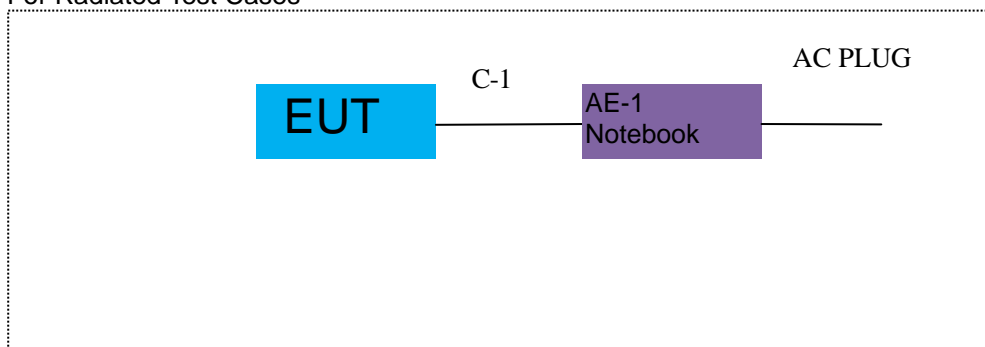 For Radiated Test Cases
AC PLUG
C-1
EUT
AE-1
Notebook